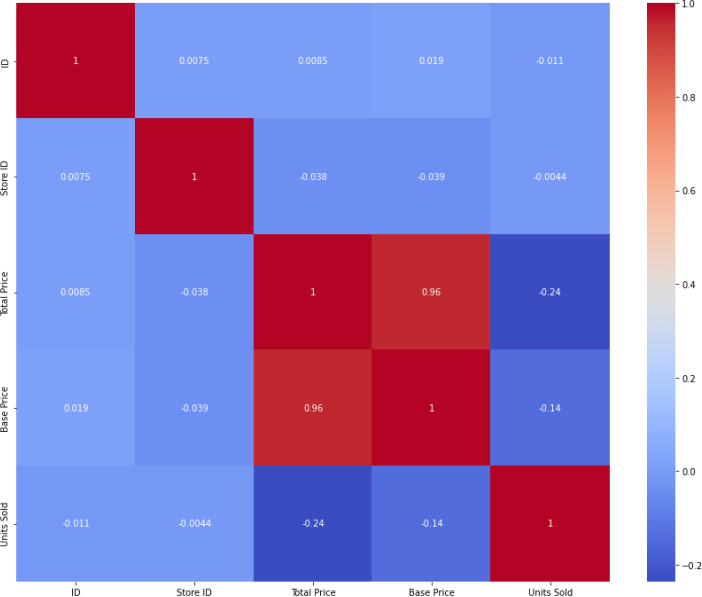 ID 1 0.0075 0.0085 0.019 -0.011
Store ID 0.0075 1 -0.038 -0.039 -0.0044
Total Price 0.0085 -0.038 1 0.96 -0.24
Base Price 0.019 -0.039 0.96 1 -0.14
Units Sold -0.011 -0.0044 -0.24 -0.14 1
ID Store ID Total Price Base Price Units Sold
1.0
0.8
0.6
0.4
0.2
0.0
−0.2